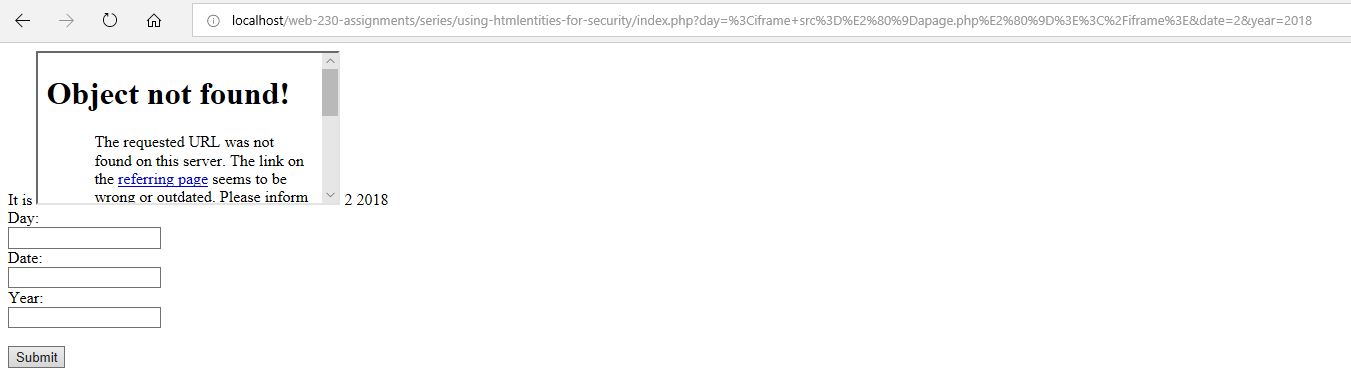 localhost/web-230-assignments/series/using-htmlentities-for-security/index.php?day=%3Ciframe+src%3D%E2%80%9Dapage.php%E2%80%9D%3E%3C%2Fiframe%3E&date=2&year=2018
Object not found!
The requested URL was not
found on this server. The link on
the referring page seems to be
wrong or outdated. Please inform
It is 2 2018
Day:
Date:
Year:
Submit